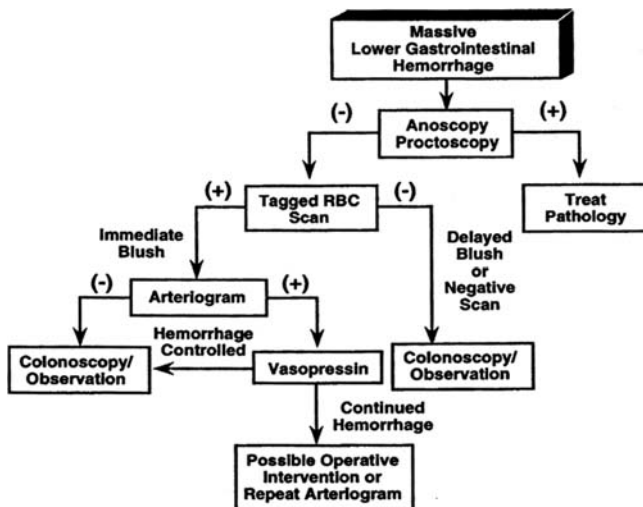 Massive
Lower Gastrointestinal
Hemorrhage
(-)
(+)
Anoscopy
Proctoscopy
(+)
Tagged RBC
Scan
(-)
Treat
Pathology
Immediate
Blush
Delayed
Blush
or
Negative
Scan
(-)
Arteriogram
(+)
Hemorrhage
Controlled
Colonoscopy/
Observation
Vasopressin
Colonoscopy/
Observation
Continued
Hemorrhage
Possible Operative
Intervention or
Repeat Arteriogram